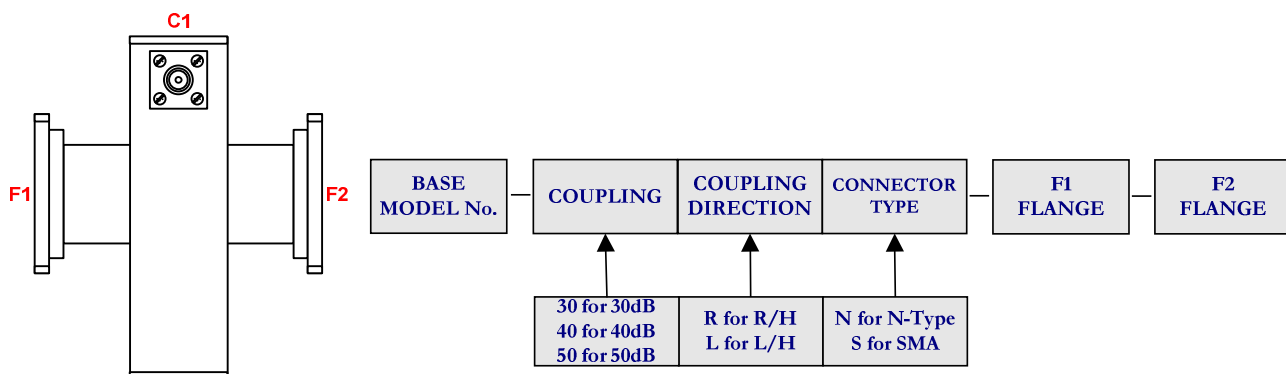 C1
F1
F2
BASE
MODEL No.
COUPLING
COUPLING
DIRECTION
CONNECTOR
TYPE
F1
FLANGE
F2
FLANGE
30 for 30dB
40 for 40dB
50 for 50dB
R for R/H
L for L/H
N for N-Type
S for SMA